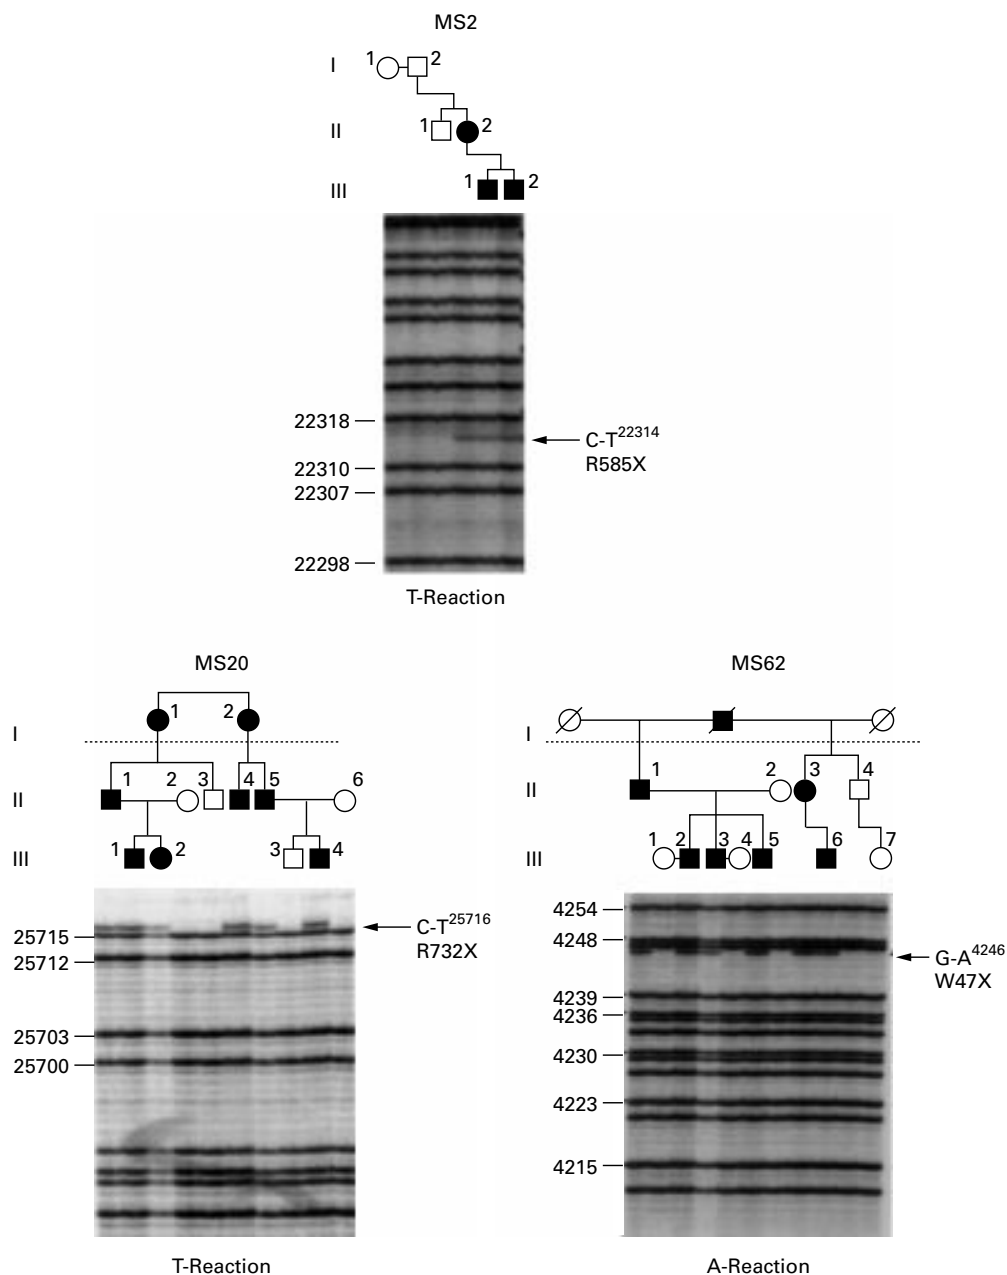 MS2
I
1 2
II
1 2
III
1 2
22318
C-T22314
R585X
22310
22307
22298
T-Reaction
MS20
I
1 2
II
1 2 3 4 5 6
III
1 2 3 4
25715
C-T25716
R732X
25712
25703
25700
T-Reaction
MS62
I
II
1 2 3 4
III
1 2 3 4 5 6 7
4254
4248
G-A4246
W47X
4239
4236
4230
4223
4215
A-Reaction